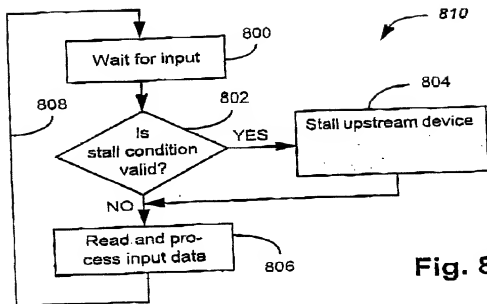 810
800
Wait for input
808
802
804
Is
stall condition
valid?
YES
Stall upstream device
NO
Read and pro-
cess input data
806
Fig. 8